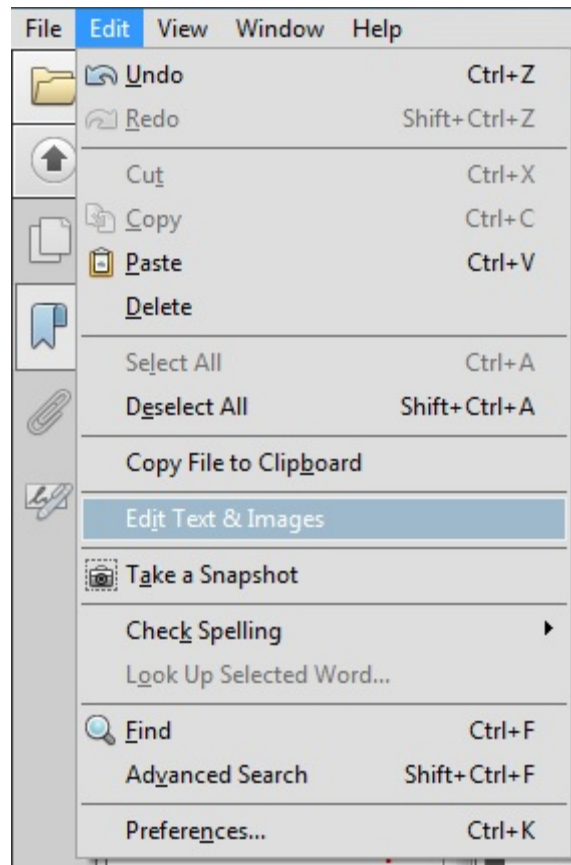 File Edit View Window Help
Undo Ctrl+Z
Redo Shift+Ctrl+Z
Cut Ctrl+X
Copy Ctrl+C
Paste Ctrl+V
Delete
Select All Ctrl+A
Deselect All Shift+Ctrl+A
Copy File to Clipboard
Edit Text & Images
Take a Snapshot
Check Spelling
Look Up Selected Word...
Find Ctrl+F
Advanced Search Shift+Ctrl+F
Preferences... Ctrl+K